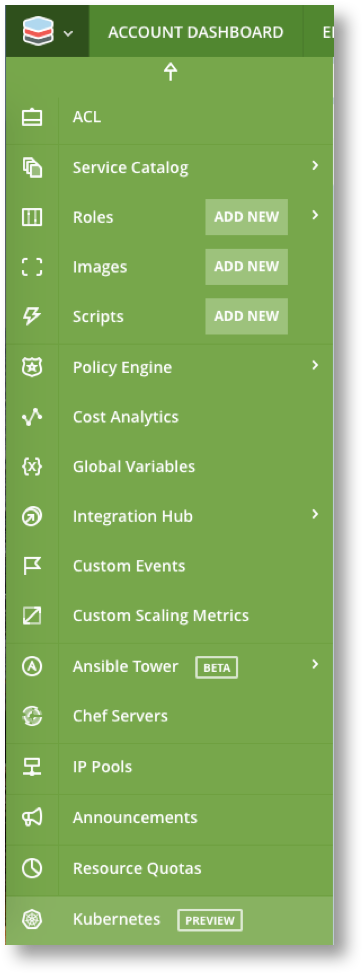 ACCOUNT DASHBOARD
ACL
Service Catalog
Roles ADD NEW
Images ADD NEW
Scripts ADD NEW
Policy Engine
Cost Analytics
Global Variables
Integration Hub
Custom Events
Custom Scaling Metrics
Ansible Tower BETA
Chef Servers
IP Pools
Announcements
Resource Quotas
Kubernetes PREVIEW